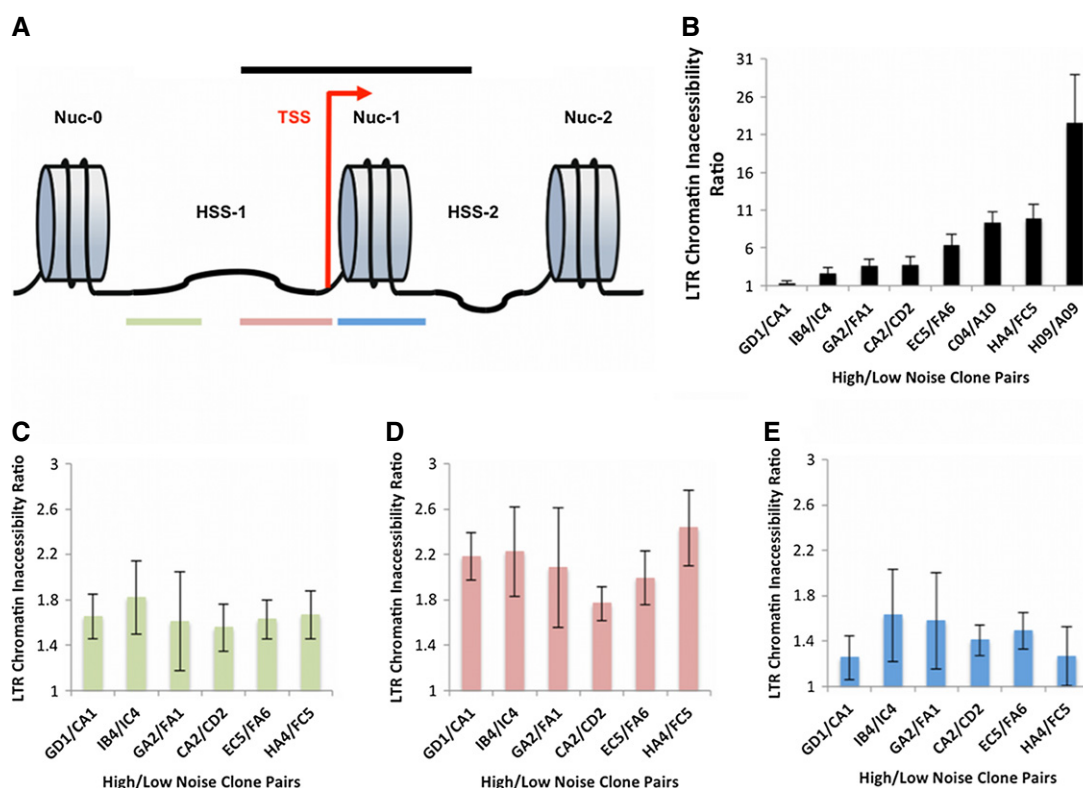 A
TSS
Nuc-0
Nuc-1
Nuc-2
HSS-1
HSS-2
B
LTR Chromatin Inaceessibility
Ratio
31
26
21
16
11
6
1
GD1/CA1
IB4/IC4
GA2/FA1
CA2/CD2
EC5/FA6
C04/A10
HA4/FC5
H09/A09
High/Low Noise Clone Pairs
C
LTR Chromatin Inaccessibility Ratio
3
2.6
2.2
1.8
1.4
1
GD1/CA1
IB4/IC4
GA2/FA1
CA2/CD2
EC5/FA6
HA4/FC5
High/Low Noise Clone Pairs
D
LTR Chromatin Inaccessibility Ratio
3
2.6
2.2
1.8
1.4
1
GD1/CA1
IB4/IC4
GA2/FA1
CA2/CD2
EC5/FA6
HA4/FC5
High/Low Noise Clone Pairs
E
LTR Chromatin Inaccessibility Ratio
3
2.6
2.2
1.8
1.4
1
GD1/CA1
IB4/IC4
GA2/FA1
CA2/CD2
EC5/FA6
HA4/FC5
High/Low Noise Clone Pairs